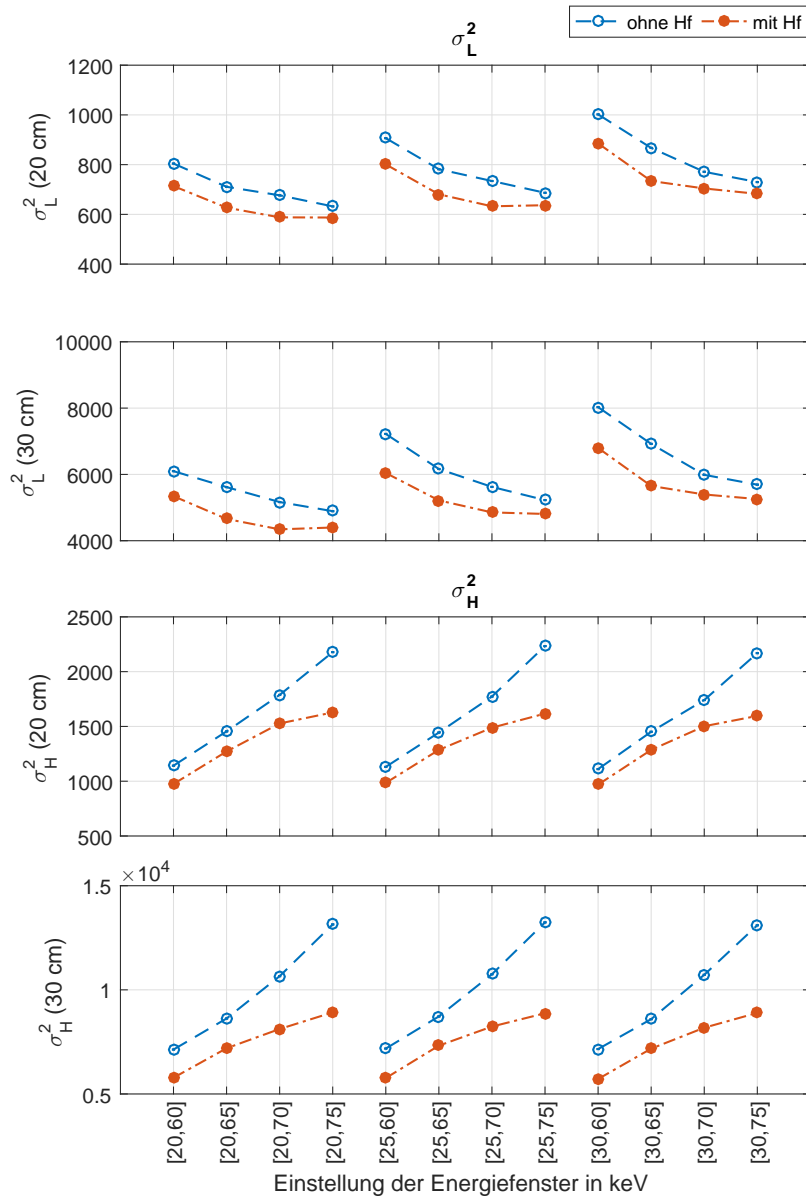 ohne Hf mit Hf
σ_L^2
1200
1000
800
600
400
σ_L^2 (20 cm)
10000
8000
6000
4000
σ_L^2 (30 cm)
σ_H^2
2500
2000
1500
1000
500
σ_H^2 (20 cm)
×10^4
1.5
1
0.5
σ_H^2 (30 cm)
[20,60] [20,65] [20,70] [20,75] [25,60] [25,65] [25,70] [25,75] [30,60] [30,65] [30,70] [30,75]
Einstellung der Energiefenster in keV